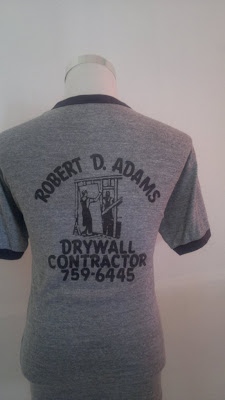 ROBERT D. ADAMS
DRYWALL
CONTRACTOR
759-6445